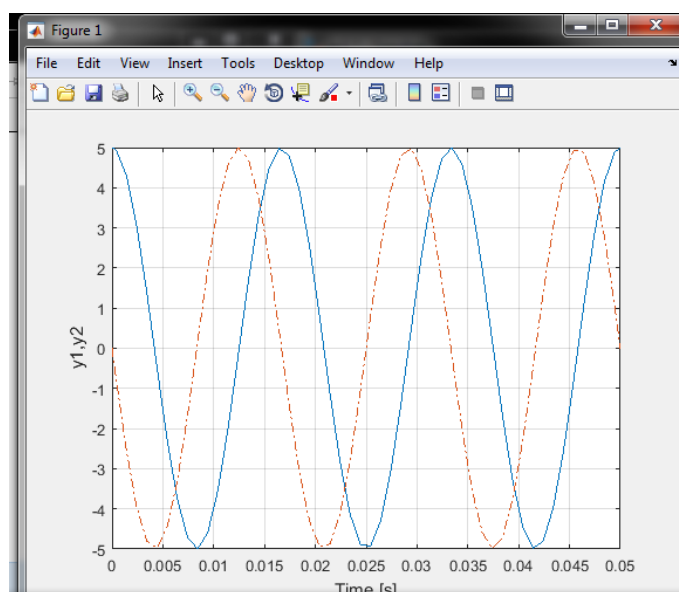 Figure 1
File Edit View Insert Tools Desktop Window Help
5
4
3
2
1
0
-1
-2
-3
-4
-5
y1,y2
0 0.005 0.01 0.015 0.02 0.025 0.03 0.035 0.04 0.045 0.05
Time [s]